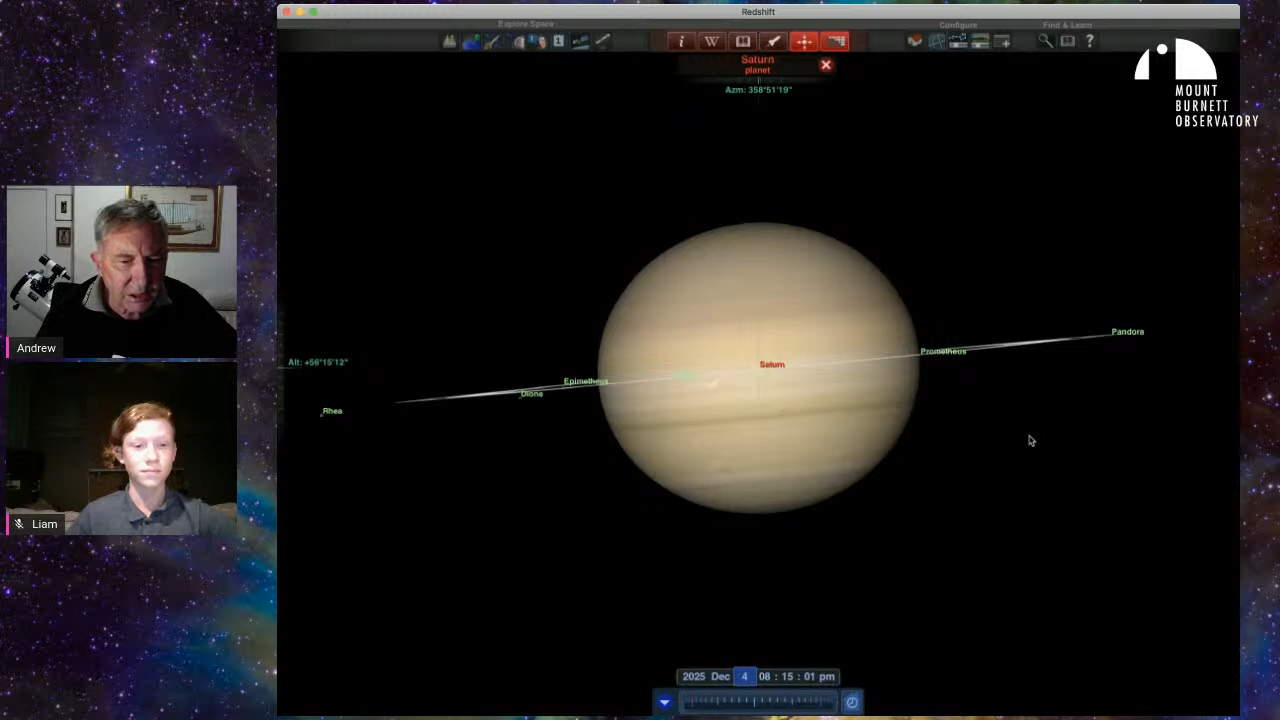 Redshift
Explore Space
Configure
Find & Learn
i W 1 ?
Saturn
planet
Azm: 358°51'19"
MOUNT
BURNETT
OBSERVATORY
Pandora
Prometheus
Alt: +56°15'12"
Saturn
Epimetheus
Dione
Rhea
Andrew
Liam
2025 Dec 4 08 : 15 : 01 pm